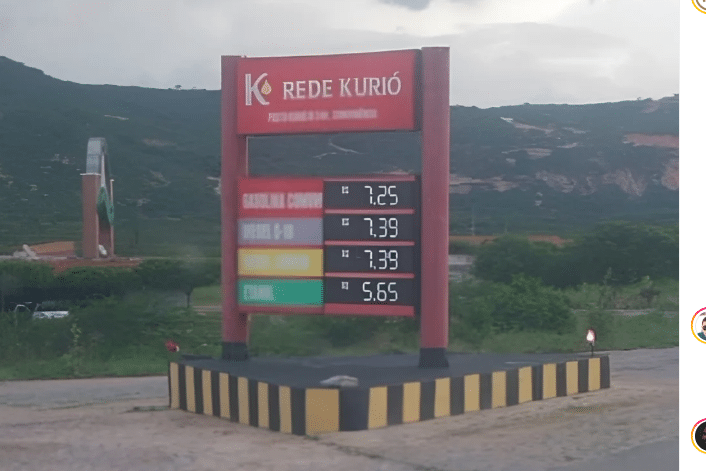 K REDE KURIÓ
GASOLINA COMUM R$ 7,25
DIESEL S-10 R$ 7,39
R$ 7,39
ETANOL R$ 5,65